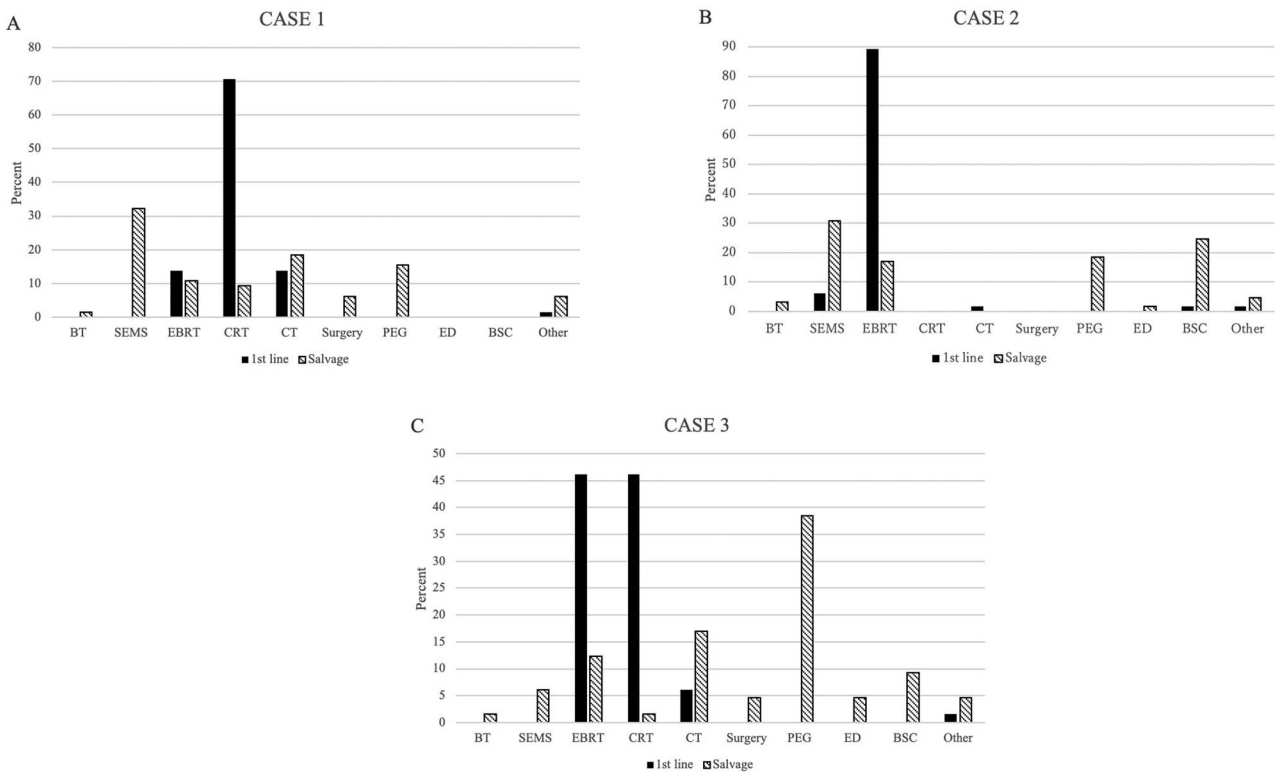 A
CASE 1
80
70
60
50
40
30
20
10
0
Percent
BT SEMS EBRT CRT CT Surgery PEG ED BSC Other
1st line Salvage
B
CASE 2
90
80
70
60
50
40
30
20
10
0
Percent
BT SEMS EBRT CRT CT Surgery PEG ED BSC Other
1st line Salvage
C
CASE 3
50
45
40
35
30
25
20
15
10
5
0
Percent
BT SEMS EBRT CRT CT Surgery PEG ED BSC Other
1st line Salvage